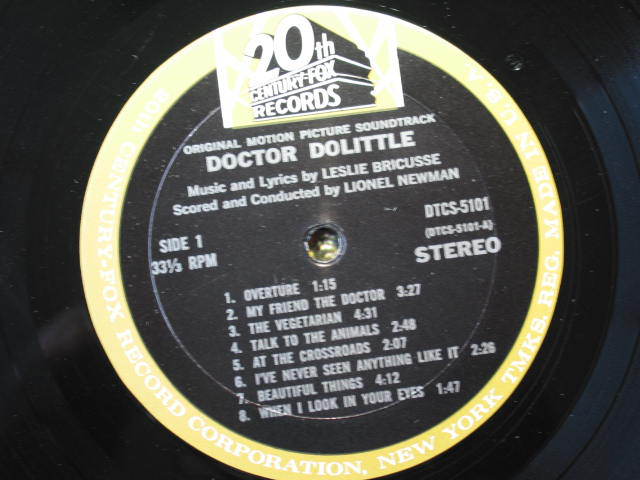 20th
CENTURY-FOX
RECORDS
ORIGINAL MOTION PICTURE SOUNDTRACK
DOCTOR DOLITTLE
Music and Lyrics by LESLIE BRICUSSE
Scored and Conducted by LIONEL NEWMAN
DTCS-5101
(DTCS-5101-A)
STEREO
SIDE 1
33⅓ RPM
1. OVERTURE 1:15
2. MY FRIEND THE DOCTOR 3:27
3. THE VEGETARIAN 4:31
4. TALK TO THE ANIMALS 2:48
5. AT THE CROSSROADS 2:07
6. I'VE NEVER SEEN ANYTHING LIKE IT 2:26
7. BEAUTIFUL THINGS 4:12
8. WHEN I LOOK IN YOUR EYES 1:47
20th CENTURY-FOX RECORD CORPORATION, NEW YORK TMKS. REG. MADE IN U.S.A